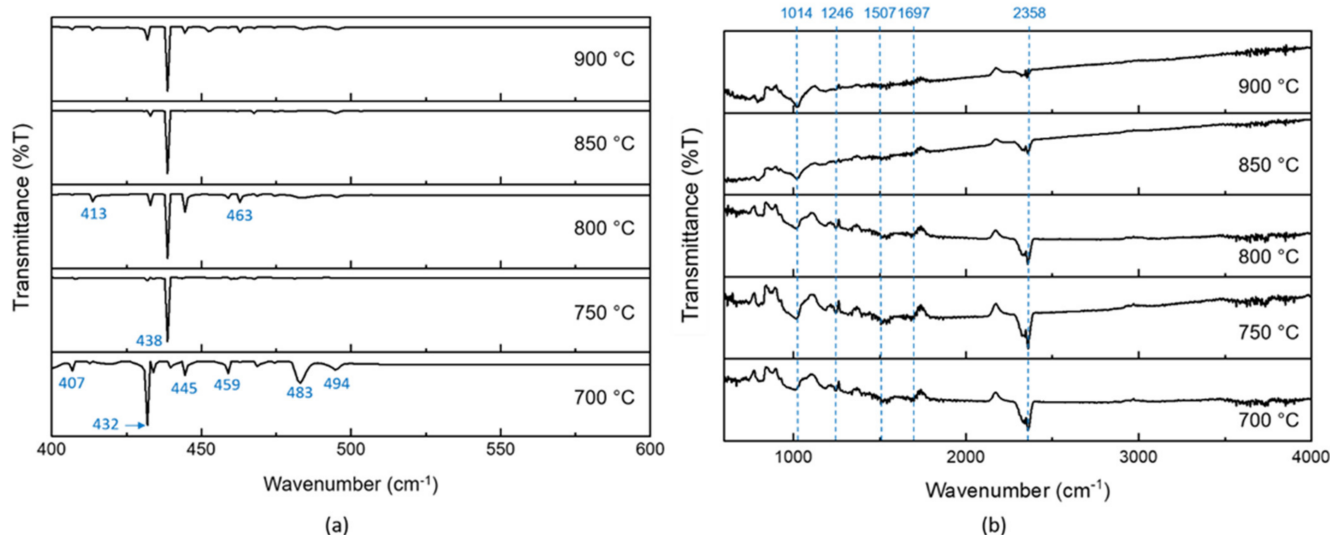 Transmittance (%T)
900 °C
850 °C
413
463
800 °C
438
750 °C
407
432
445
459
483
494
700 °C
400 450 500 550 600
Wavenumber (cm⁻¹)
(a)
1014 1246 1507 1697 2358
Transmittance (%T)
900 °C
850 °C
800 °C
750 °C
700 °C
1000 2000 3000 4000
Wavenumber (cm⁻¹)
(b)